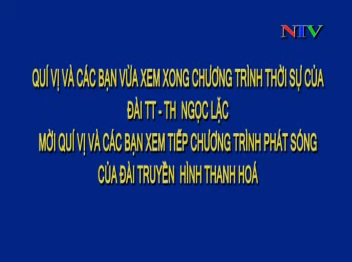 NTV
QUÍ VỊ VÀ CÁC BẠN VỪA XEM XONG CHƯƠNG TRÌNH THỜI SỰ CỦA
ĐÀI TT - TH NGỌC LẶC
MỜI QUÍ VỊ VÀ CÁC BẠN XEM TIẾP CHƯƠNG TRÌNH PHÁT SÓNG
CỦA ĐÀI TRUYỀN HÌNH THANH HOÁ